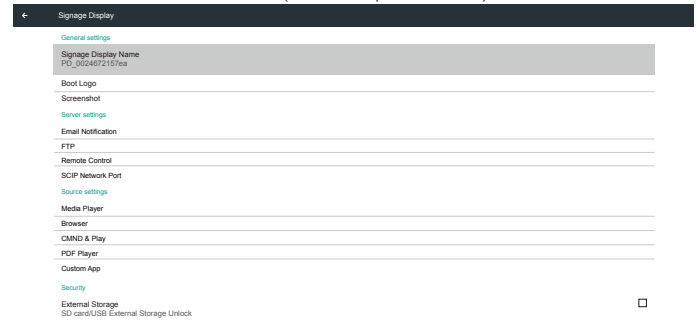 Signage Display
General settings
Signage Display Name
PD_0024672157ea
Boot Logo
Screenshot
Server settings
Email Notification
FTP
Remote Control
SCIP Network Port
Source settings
Media Player
Browser
CMND & Play
PDF Player
Custom App
Security
External Storage
SD card/USB External Storage Unlock